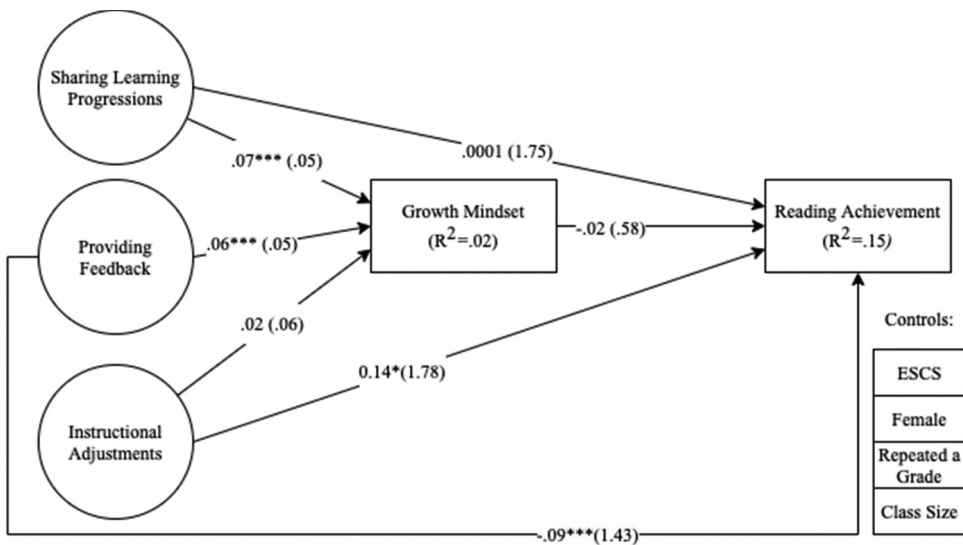 Sharing Learning
Progressions
.0001 (1.75)
.07*** (.05)
Growth Mindset
(R²=.02)
Reading Achievement
(R²=.15)
-.02 (.58)
Providing
Feedback
.06*** (.05)
.02 (.06)
0.14*(1.78)
Instructional
Adjustments
Controls:
ESCS
Female
Repeated a
Grade
Class Size
-.09***(1.43)